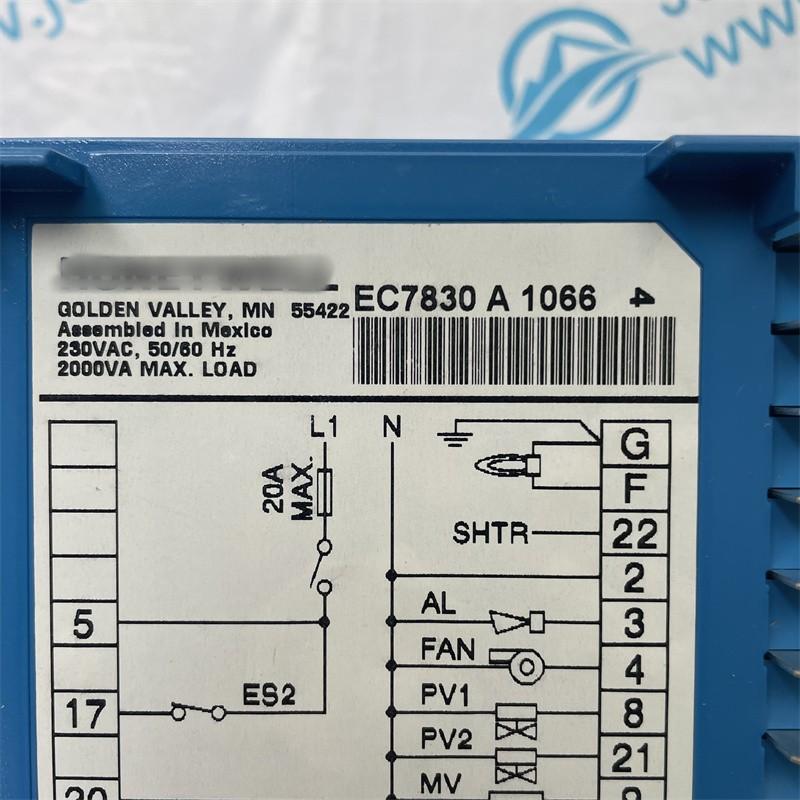 EC7830 A 1066 4
GOLDEN VALLEY, MN 55422
Assembled in Mexico
230VAC, 50/60 Hz
2000VA MAX. LOAD
L1
N
G
20A
MAX.
F
SHTR
22
2
5
AL
3
FAN
4
17
ES2
PV1
8
PV2
21
MV